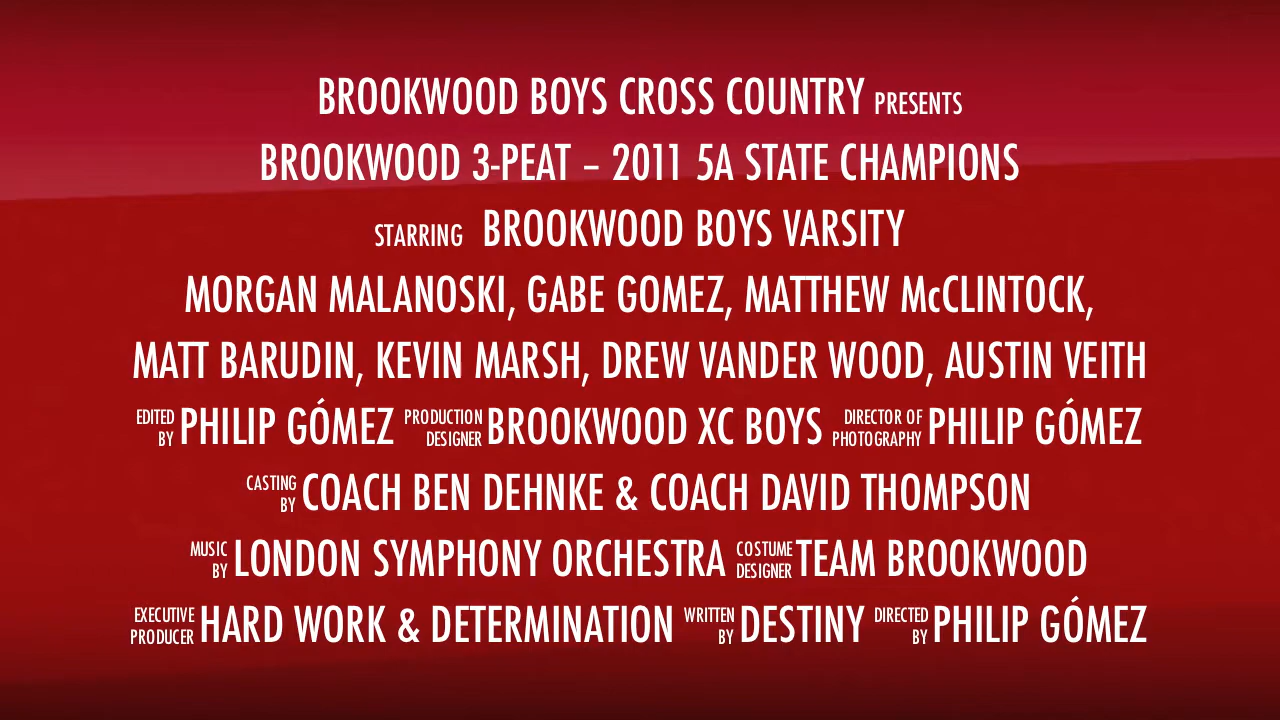 BROOKWOOD BOYS CROSS COUNTRY PRESENTS
BROOKWOOD 3-PEAT – 2011 5A STATE CHAMPIONS
STARRING BROOKWOOD BOYS VARSITY
MORGAN MALANOSKI, GABE GOMEZ, MATTHEW McCLINTOCK,
MATT BARUDIN, KEVIN MARSH, DREW VANDER WOOD, AUSTIN VEITH
EDITED BY PHILIP GÓMEZ PRODUCTION DESIGNER BROOKWOOD XC BOYS DIRECTOR OF PHOTOGRAPHY PHILIP GÓMEZ
CASTING BY COACH BEN DEHNKE & COACH DAVID THOMPSON
MUSIC BY LONDON SYMPHONY ORCHESTRA COSTUME DESIGNER TEAM BROOKWOOD
EXECUTIVE PRODUCER HARD WORK & DETERMINATION WRITTEN BY DESTINY DIRECTED BY PHILIP GÓMEZ